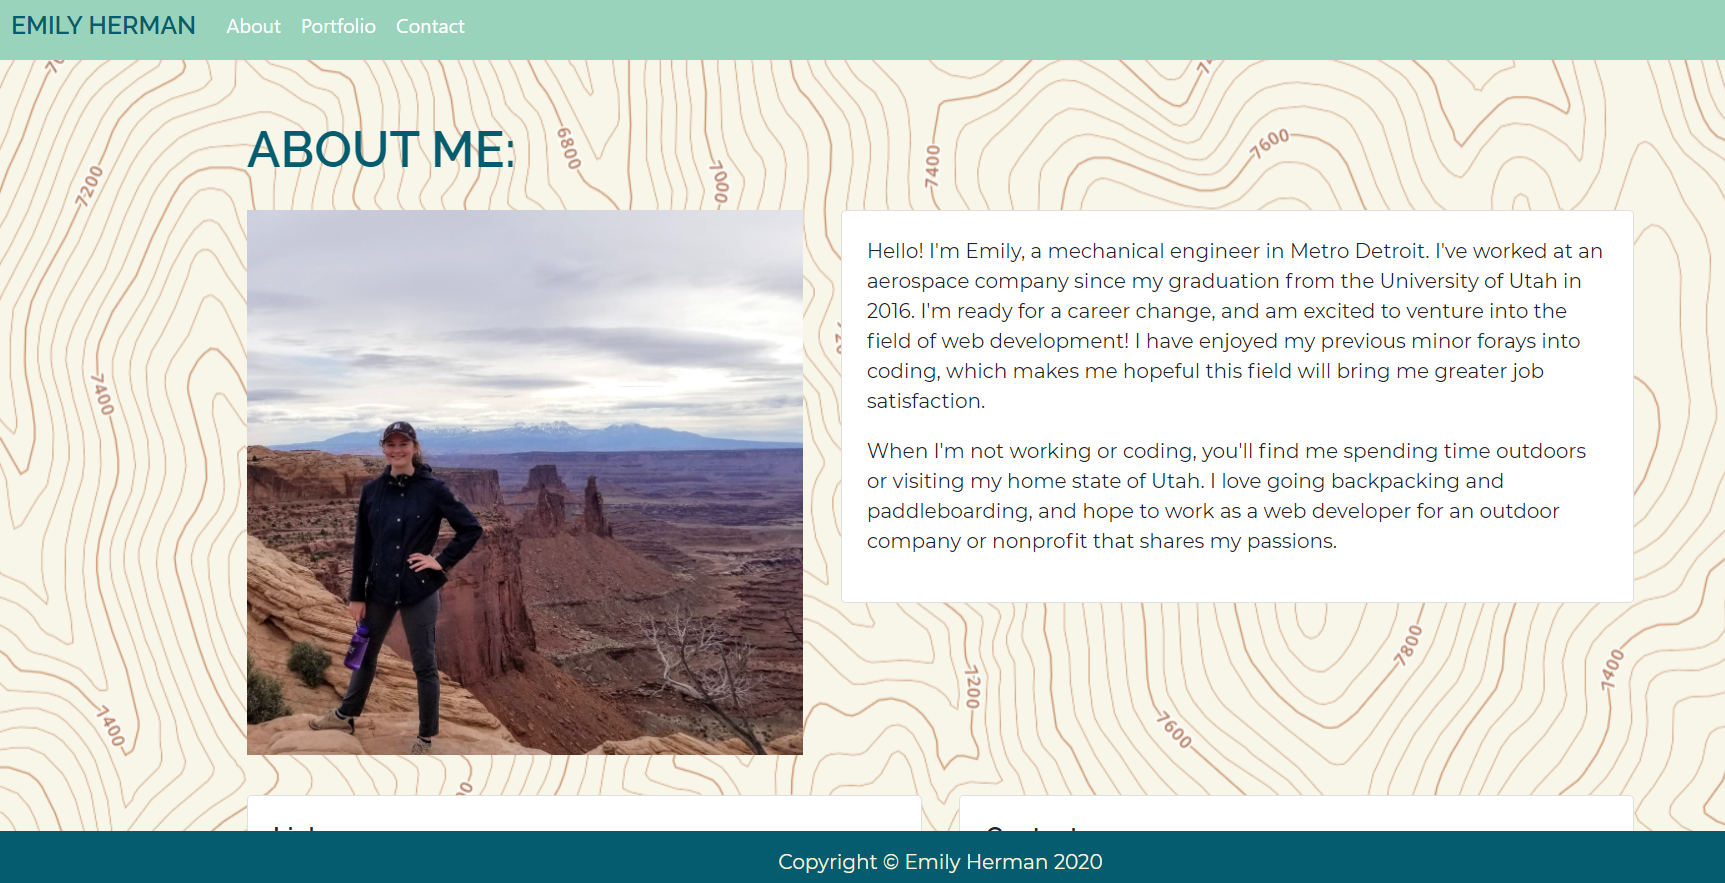 EMILY HERMAN About Portfolio Contact
ABOUT ME:
7200
6800
7000
7400
7600
7400
7400
7200
7600
7800
7400
Hello! I'm Emily, a mechanical engineer in Metro Detroit. I've worked at an
aerospace company since my graduation from the University of Utah in
2016. I'm ready for a career change, and am excited to venture into the
field of web development! I have enjoyed my previous minor forays into
coding, which makes me hopeful this field will bring me greater job
satisfaction.
When I'm not working or coding, you'll find me spending time outdoors
or visiting my home state of Utah. I love going backpacking and
paddleboarding, and hope to work as a web developer for an outdoor
company or nonprofit that shares my passions.
Copyright © Emily Herman 2020